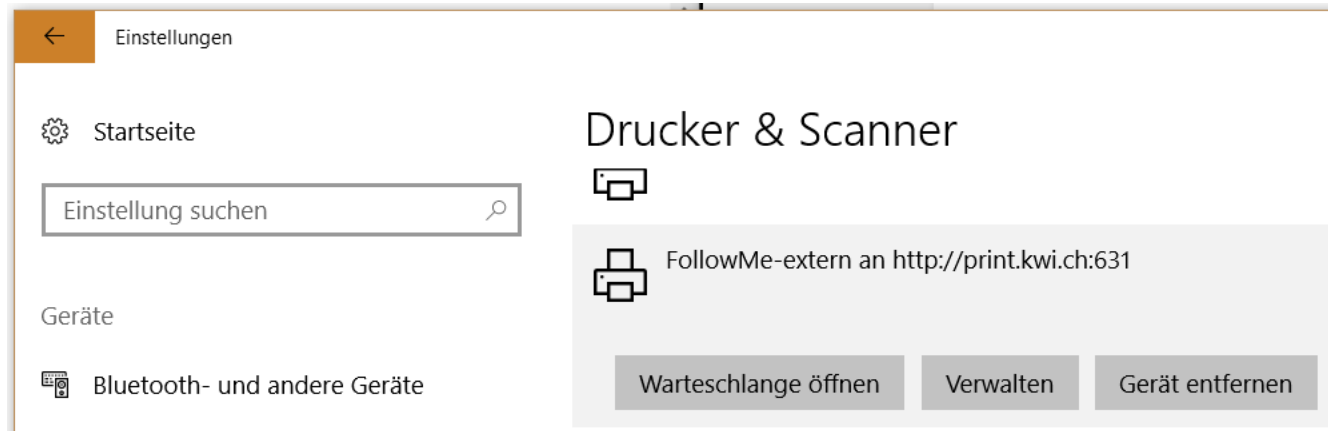 Einstellungen
Startseite
Einstellung suchen
Geräte
Bluetooth- und andere Geräte
Drucker & Scanner
FollowMe-extern an http://print.kwi.ch:631
Warteschlange öffnen
Verwalten
Gerät entfernen